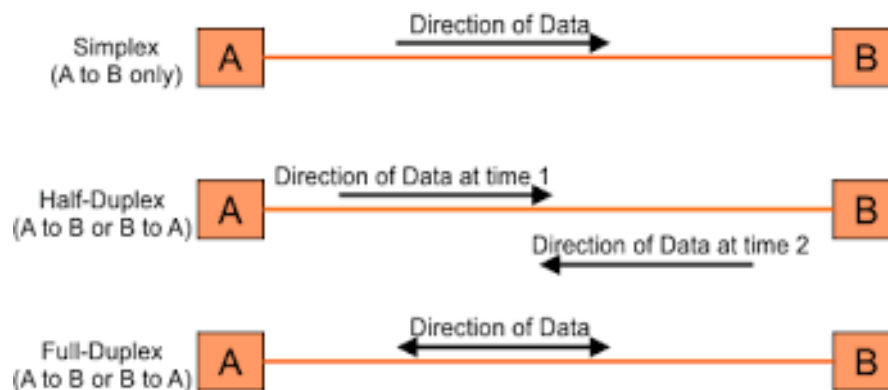 Simplex
(A to B only)
A
Direction of Data
B
Half-Duplex
(A to B or B to A)
A
Direction of Data at time 1
B
Direction of Data at time 2
Full-Duplex
(A to B or B to A)
A
Direction of Data
B